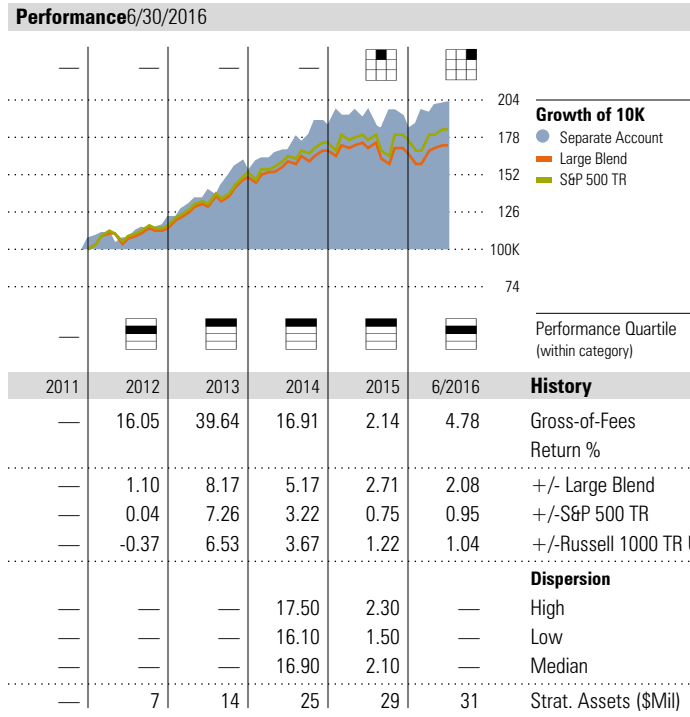 Performance6/30/2016
— — — —
204
178
152
126
100K
74
Growth of 10K
Separate Account
Large Blend
S&P 500 TR
—
Performance Quartile
(within category)
2011 2012 2013 2014 2015 6/2016 History
— 16.05 39.64 16.91 2.14 4.78 Gross-of-Fees
Return %
— 1.10 8.17 5.17 2.71 2.08 +/- Large Blend
— 0.04 7.26 3.22 0.75 0.95 +/-S&P 500 TR
— -0.37 6.53 3.67 1.22 1.04 +/-Russell 1000 TR
Dispersion
— — — 17.50 2.30 — High
— — — 16.10 1.50 — Low
— — — 16.90 2.10 — Median
— 7 14 25 29 31 Strat. Assets ($Mil)